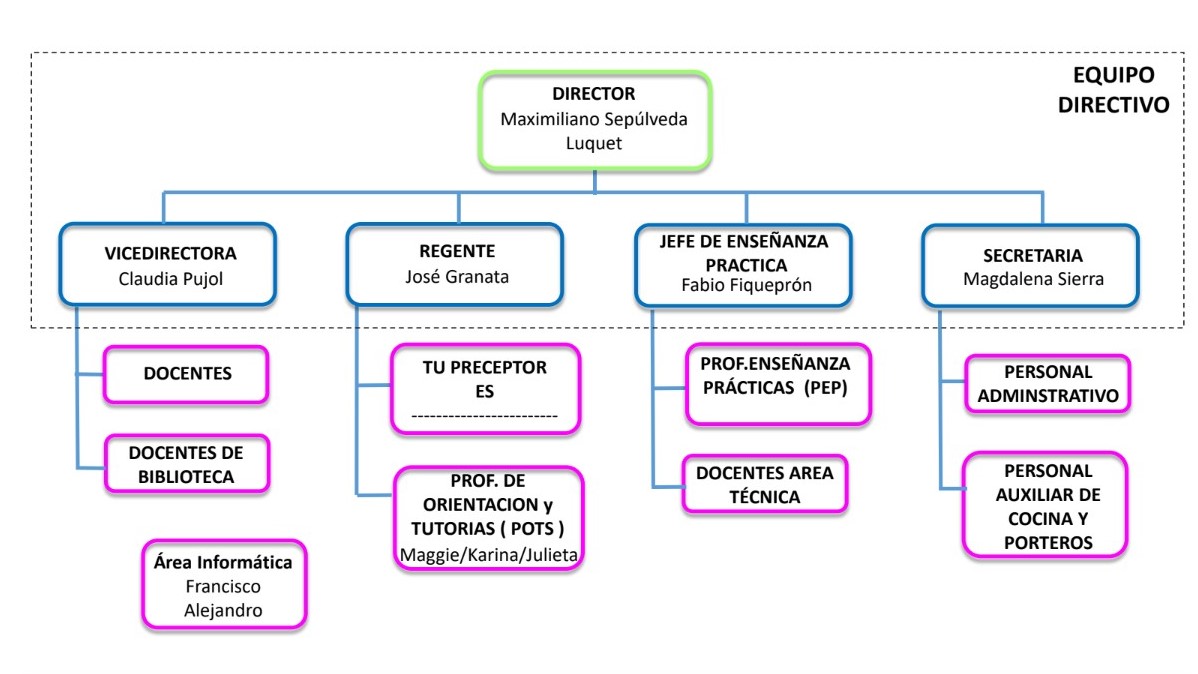 EQUIPO
DIRECTIVO
DIRECTOR
Maximiliano Sepúlveda
Luquet
VICEDIRECTORA
Claudia Pujol
REGENTE
José Granata
JEFE DE ENSEÑANZA
PRACTICA
Fabio Fiqueprón
SECRETARIA
Magdalena Sierra
DOCENTES
DOCENTES DE
BIBLIOTECA
Área Informática
Francisco
Alejandro
TU PRECEPTOR
ES
-------------------------
PROF. DE
ORIENTACION y
TUTORIAS ( POTS )
Maggie/Karina/Julieta
PROF.ENSEÑANZA
PRÁCTICAS (PEP)
DOCENTES AREA
TÉCNICA
PERSONAL
ADMINSTRATIVO
PERSONAL
AUXILIAR DE
COCINA Y
PORTEROS